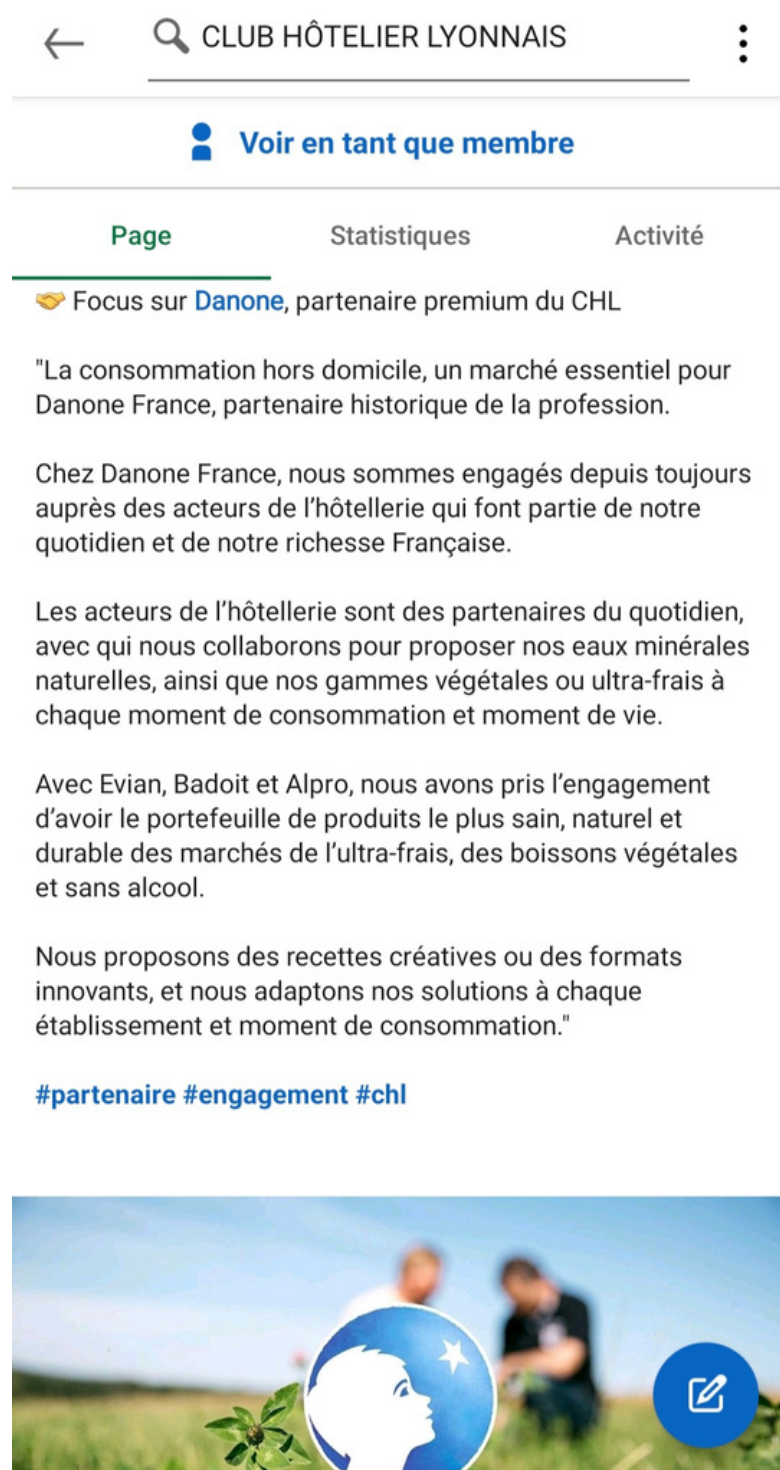 CLUB HÔTELIER LYONNAIS
Voir en tant que membre
Page
Statistiques
Activité
🤝 Focus sur Danone, partenaire premium du CHL
"La consommation hors domicile, un marché essentiel pour
Danone France, partenaire historique de la profession.
Chez Danone France, nous sommes engagés depuis toujours
auprès des acteurs de l’hôtellerie qui font partie de notre
quotidien et de notre richesse Française.
Les acteurs de l’hôtellerie sont des partenaires du quotidien,
avec qui nous collaborons pour proposer nos eaux minérales
naturelles, ainsi que nos gammes végétales ou ultra-frais à
chaque moment de consommation et moment de vie.
Avec Evian, Badoit et Alpro, nous avons pris l’engagement
d’avoir le portefeuille de produits le plus sain, naturel et
durable des marchés de l’ultra-frais, des boissons végétales
et sans alcool.
Nous proposons des recettes créatives ou des formats
innovants, et nous adaptons nos solutions à chaque
établissement et moment de consommation."
#partenaire #engagement #chl